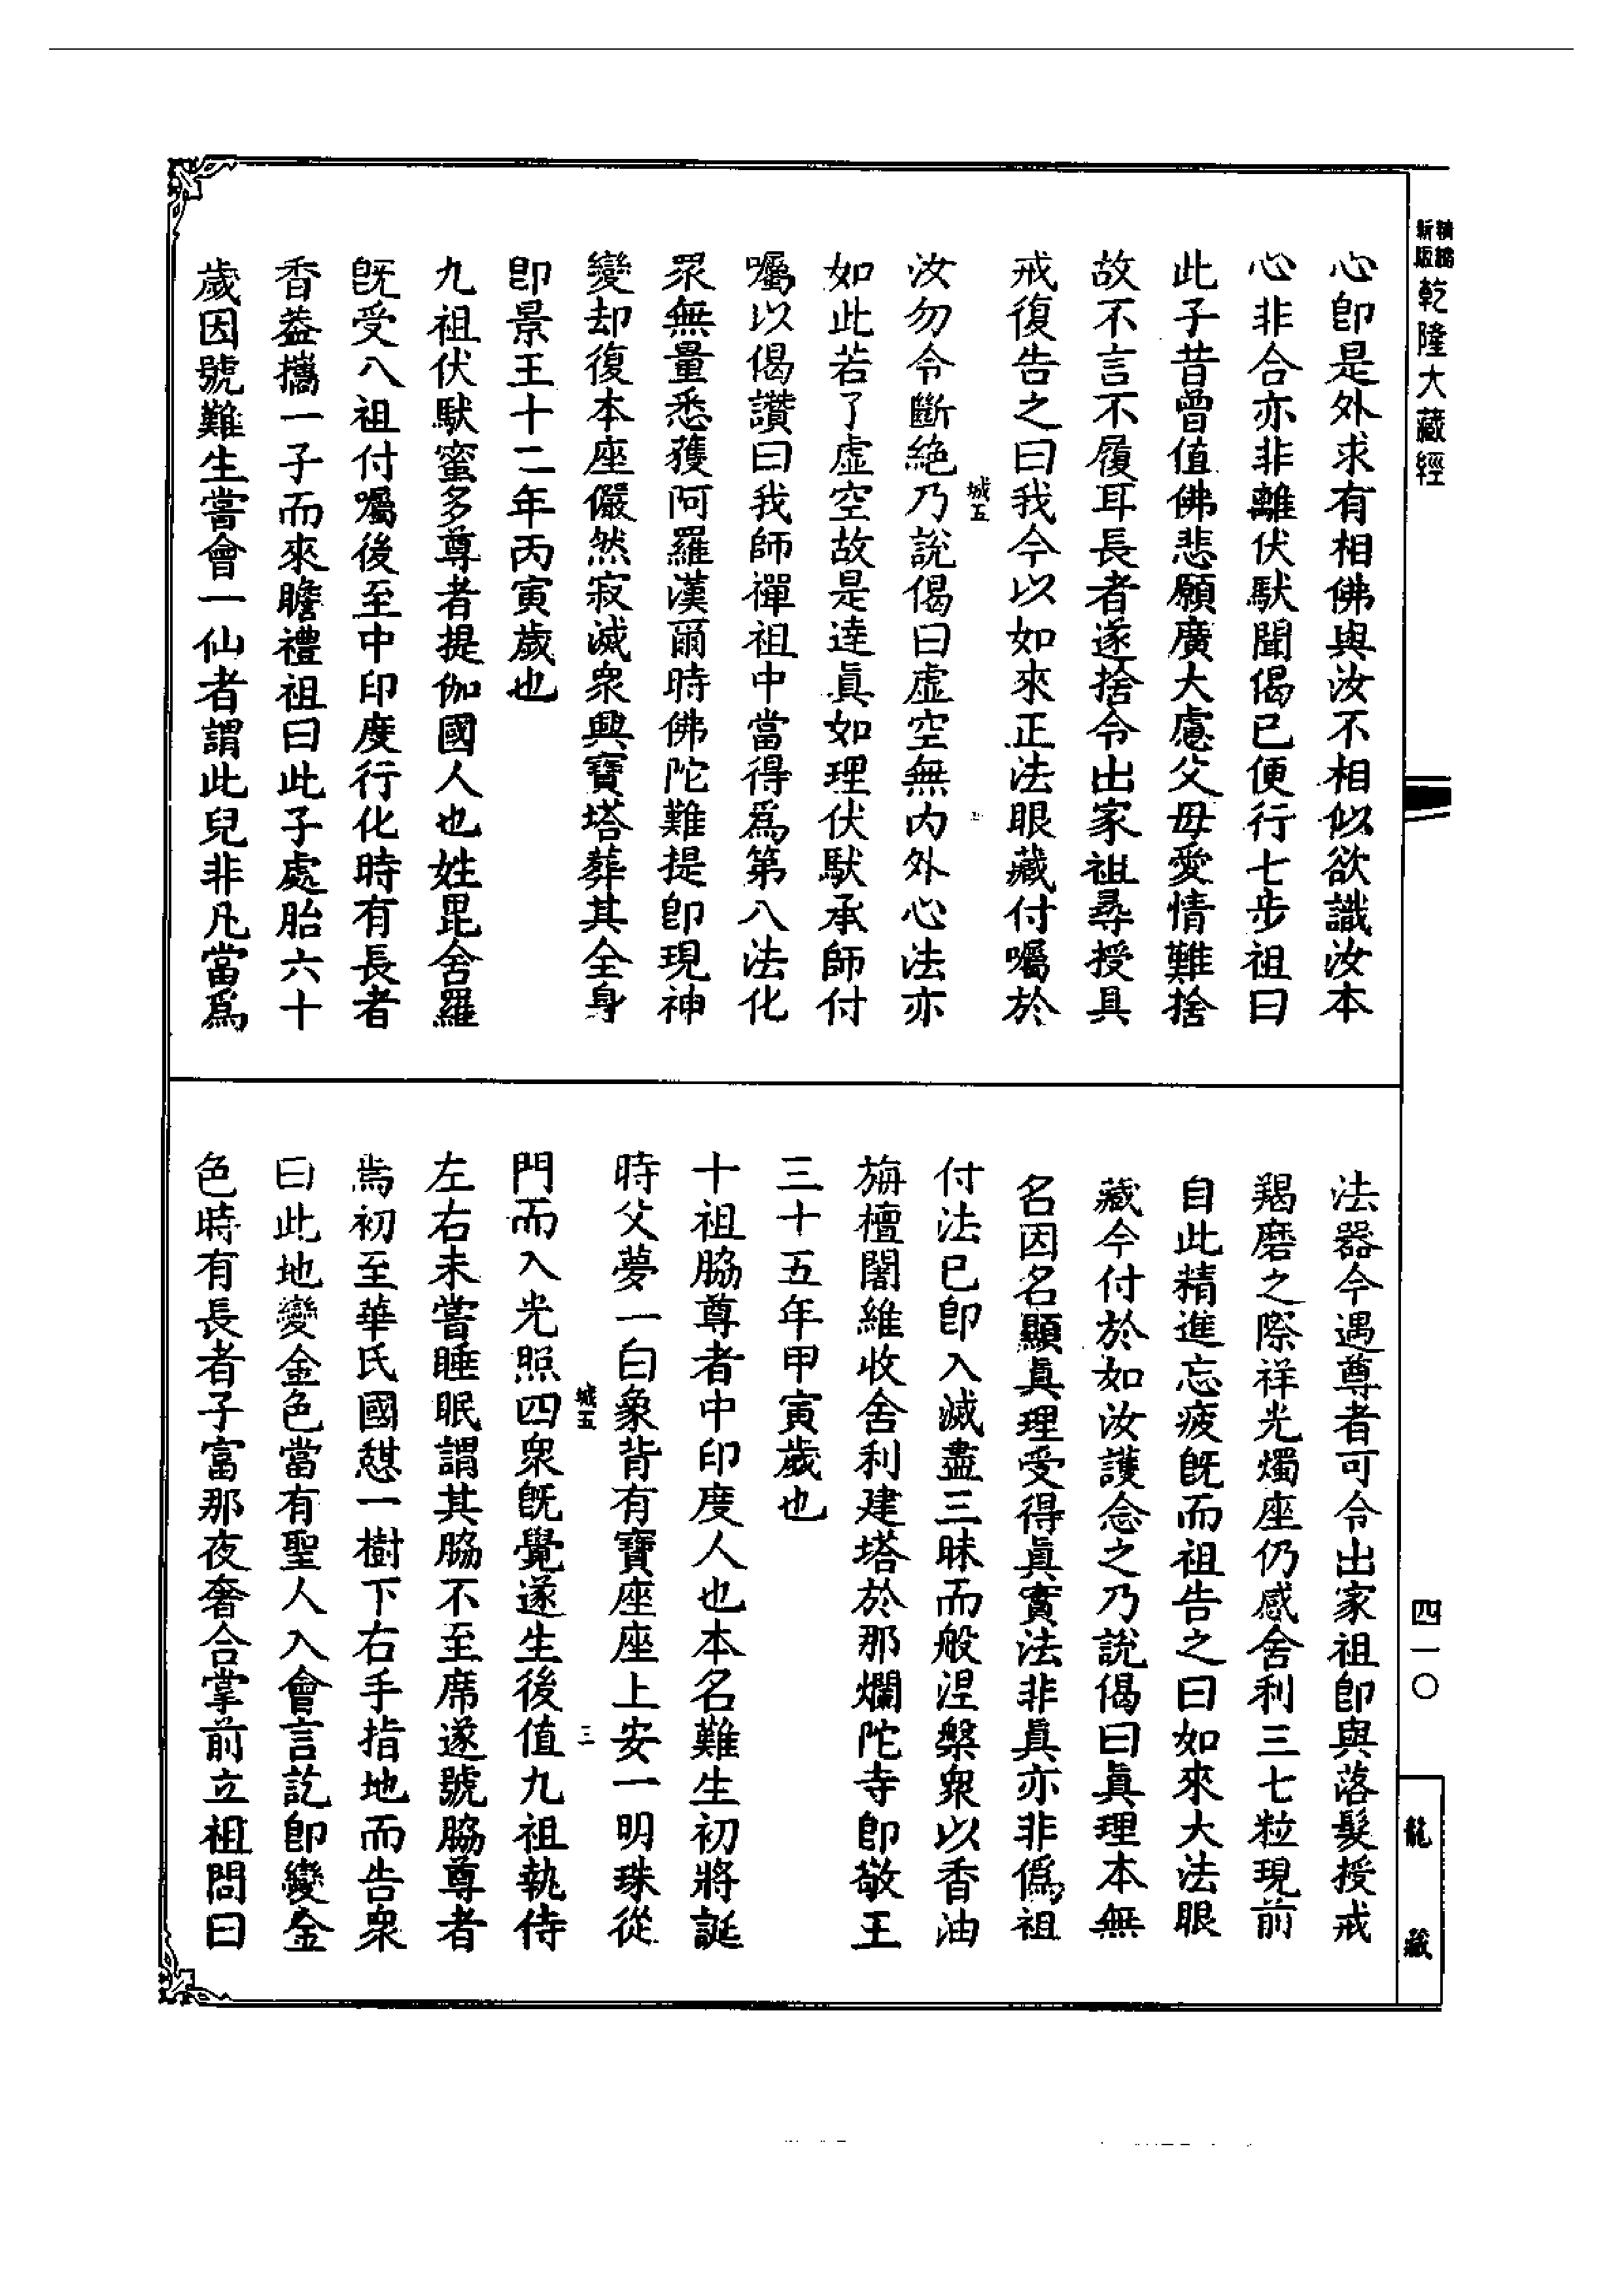 精編
新版
乾隆大藏經
心即是外求有相佛與汝不相似欲識汝本
心非合亦非離伏馱聞偈已便行七步祖曰
此子昔曾值佛悲願廣大慮父母愛情難捨
故不言不履耳長者遂捨令出家祖尋授具
戒復告之曰我今以如來正法眼藏付囑於
城五
汝勿令斷絶乃說偈曰虛空無內外心法亦
如此若了虛空故是達眞如理伏馱承師付
囑以偈讚曰我師禪祖中當得爲第八法化
眾無量悉獲阿羅漢爾時佛陀難提即現神
變却復本座儼然寂滅衆興寶塔葬其全身
即景王十二年丙寅歲也
九祖伏馱蜜多尊者提伽國人也姓毘舍羅
旣受八祖付囑後至中印度行化時有長者
香葢攜一子而來瞻禮祖曰此子處胎六十
歲因號難生嘗會一仙者謂此兒非凡當爲
法器今遇尊者可令出家祖即與落髮授戒
羯磨之際祥光燭座仍感舍利三七粒現前
自此精進忘疲旣而祖告之曰如來大法眼
藏今付於如汝護念之乃說偈曰眞理本無
名因名顯眞理受得眞實法非眞亦非僞祖
付法已即入滅盡三昧而般涅槃衆以香油
旃檀闍維收舍利建塔於那爛陀寺即敬王
三十五年甲寅歲也
十祖脇尊者中印度人也本名難生初將誕
時父夢一白象背有寶座座上安一明珠從
城五
三
門而入光照四衆旣覺遂生後值九祖執侍
左右未嘗睡眠謂其脇不至席遂號脇尊者
焉初至華氏國憇一樹下右手指地而告衆
曰此地變金色當有聖人入會言訖即變金
色時有長者子富那夜奢合掌前立祖問曰
四一〇
龍藏